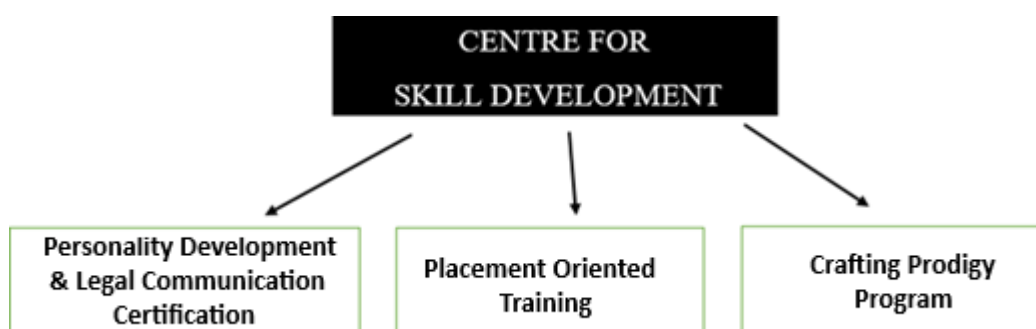 CENTRE FOR
SKILL DEVELOPMENT
Personality Development
& Legal Communication
Certification
Placement Oriented
Training
Crafting Prodigy
Program